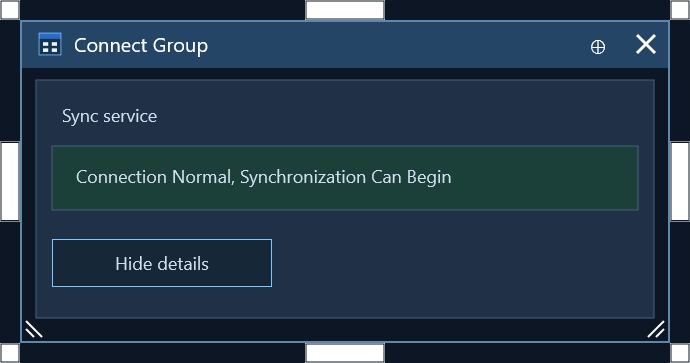 Connect Group
Sync service
Connection Normal, Synchronization Can Begin
Hide details